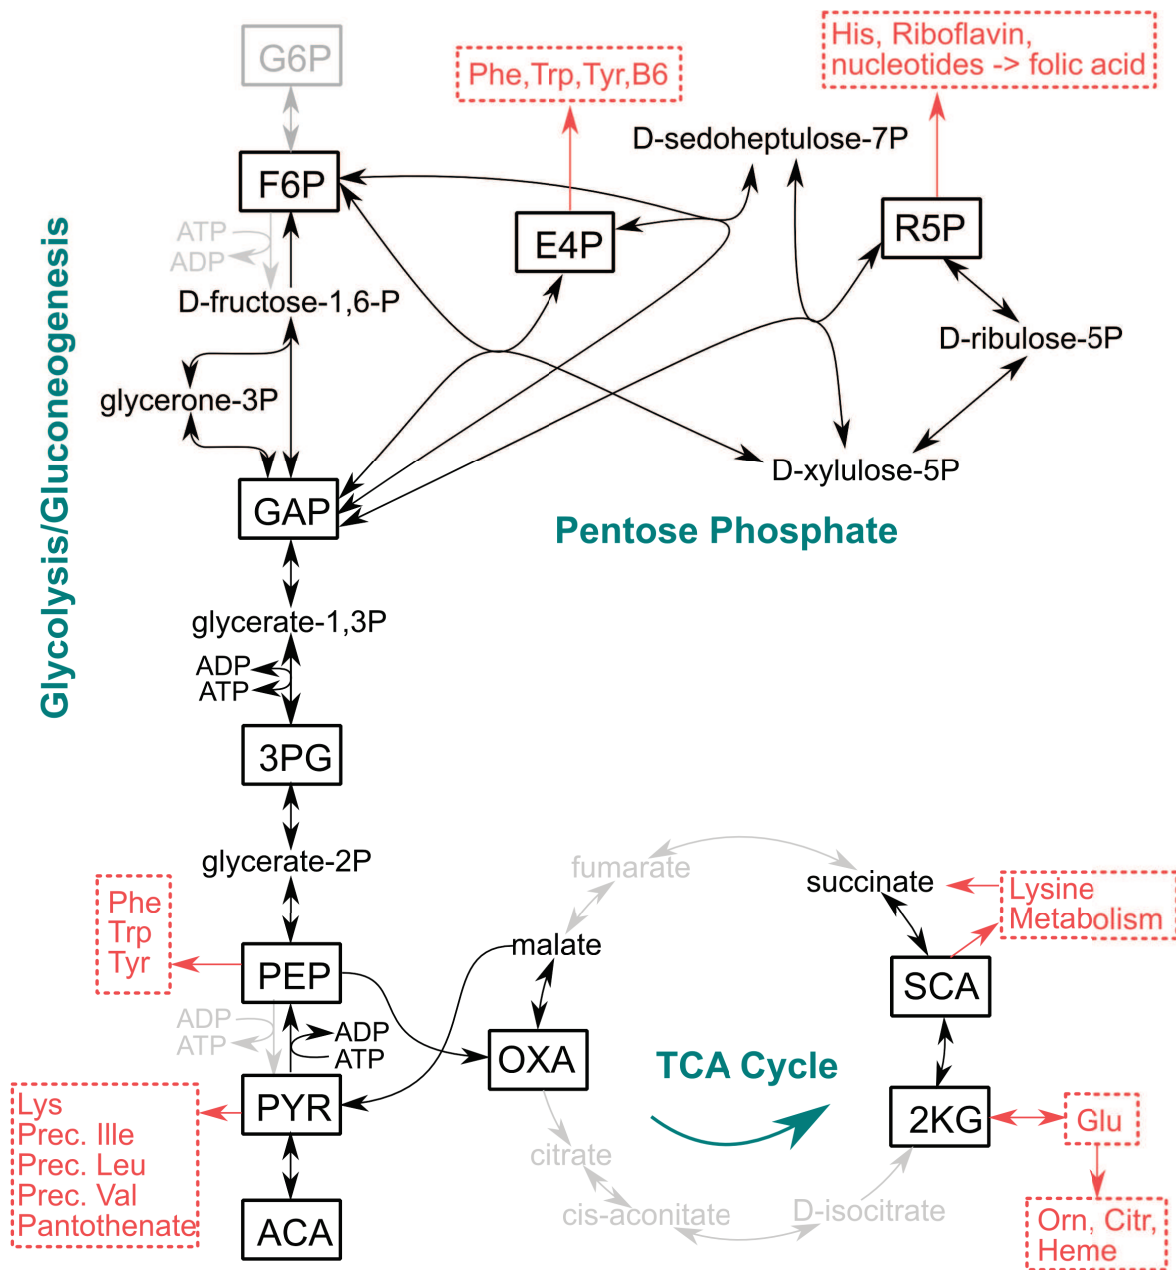 G6P
Phe,Trp,Tyr,B6
His, Riboflavin,
nucleotides -> folic acid
D-sedoheptulose-7P
F6P
E4P
R5P
ATP
ADP
D-fructose-1,6-P
D-ribulose-5P
glycerone-3P
D-xylulose-5P
GAP
Pentose Phosphate
Glycolysis/Gluconeogenesis
glycerate-1,3P
ADP
ATP
3PG
glycerate-2P
fumarate
succinate
Lysine
Metabolism
Phe
Trp
Tyr
PEP
malate
SCA
ADP
ATP
ADP
ATP
OXA
TCA Cycle
PYR
2KG
Glu
Lys
Prec. Ille
Prec. Leu
Prec. Val
Pantothenate
citrate
cis-aconitate
D-isocitrate
ACA
Orn, Citr,
Heme